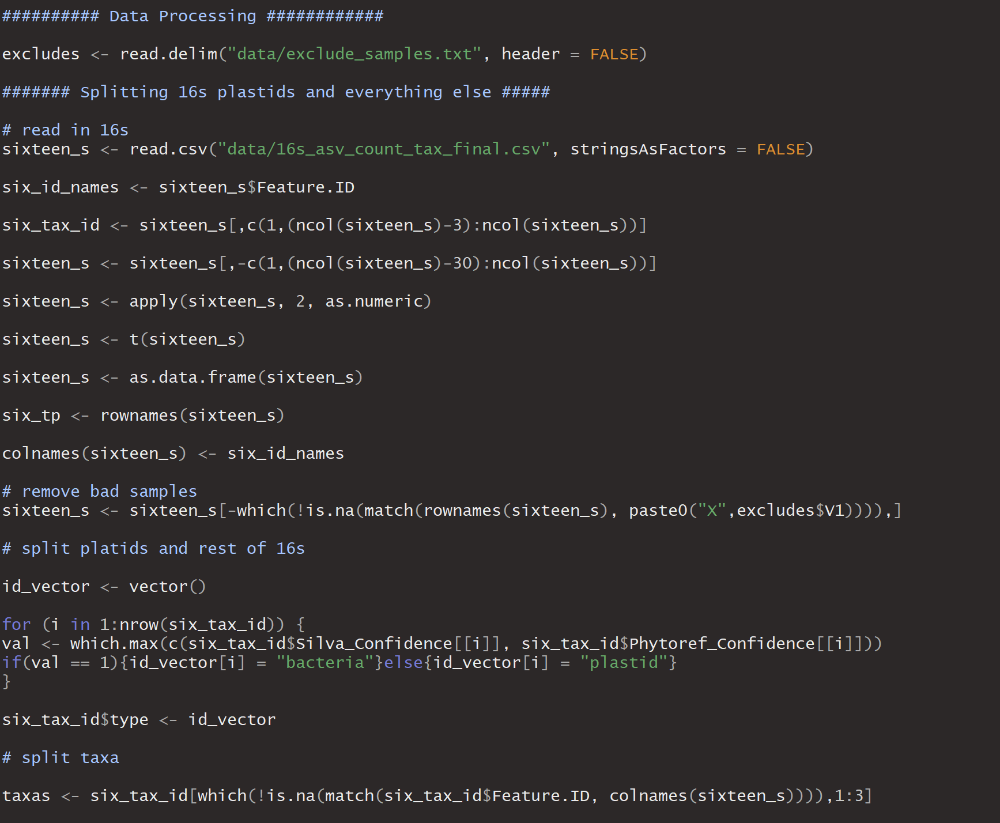 ########## Data Processing ############
excludes <- read.delim("data/exclude_samples.txt", header = FALSE)
####### Splitting 16s plastids and everything else #####
# read in 16s
sixteen_s <- read.csv("data/16s_asv_count_tax_final.csv", stringsAsFactors = FALSE)
six_id_names <- sixteen_s$Feature.ID
six_tax_id <- sixteen_s[,c(1,(ncol(sixteen_s)-3):ncol(sixteen_s))]
sixteen_s <- sixteen_s[,-c(1,(ncol(sixteen_s)-30):ncol(sixteen_s))]
sixteen_s <- apply(sixteen_s, 2, as.numeric)
sixteen_s <- t(sixteen_s)
sixteen_s <- as.data.frame(sixteen_s)
six_tp <- rownames(sixteen_s)
colnames(sixteen_s) <- six_id_names
# remove bad samples
sixteen_s <- sixteen_s[-which(!is.na(match(rownames(sixteen_s), paste0("X",excludes$V1)))),]
# split platids and rest of 16s
id_vector <- vector()
for (i in 1:nrow(six_tax_id)) {
val <- which.max(c(six_tax_id$Silva_Confidence[[i]], six_tax_id$Phytoref_Confidence[[i]]))
if(val == 1){id_vector[i] = "bacteria"}else{id_vector[i] = "plastid"}
}
six_tax_id$type <- id_vector
# split taxa
taxas <- six_tax_id[which(!is.na(match(six_tax_id$Feature.ID, colnames(sixteen_s)))),1:3]